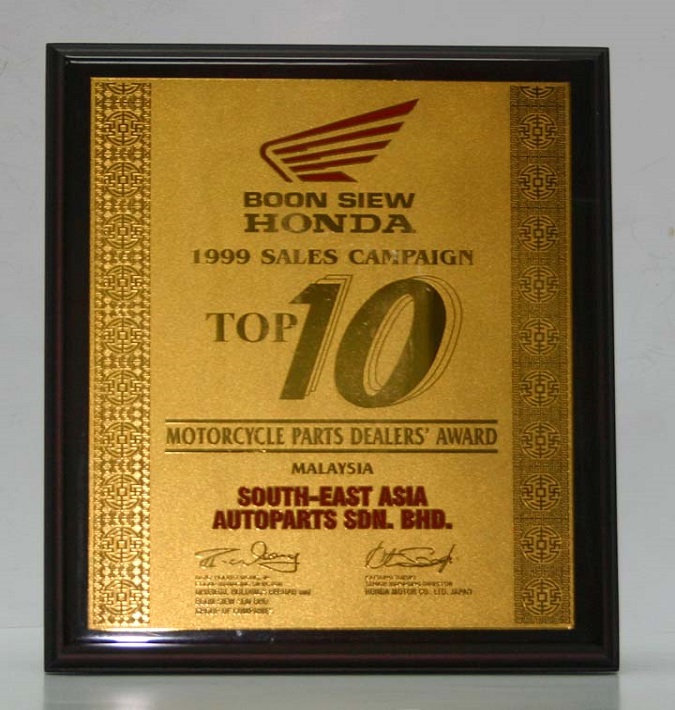 BOON SIEW
HONDA
1999 SALES CAMPAIGN
TOP 10
MOTORCYCLE PARTS DEALERS' AWARD
MALAYSIA
SOUTH-EAST ASIA
AUTOPARTS SDN. BHD.
HONDA MOTOR CO. LTD. JAPAN